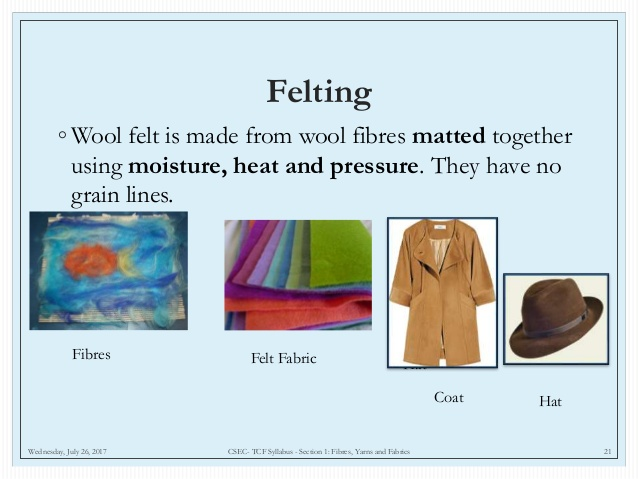 Felting
◦ Wool felt is made from wool fibres matted together
using moisture, heat and pressure. They have no
grain lines.
Fibres
Felt Fabric
Coat
Hat
Wednesday, July 26, 2017
CSEC- TCF Syllabus - Section 1: Fibres, Yarns and Fabrics
21